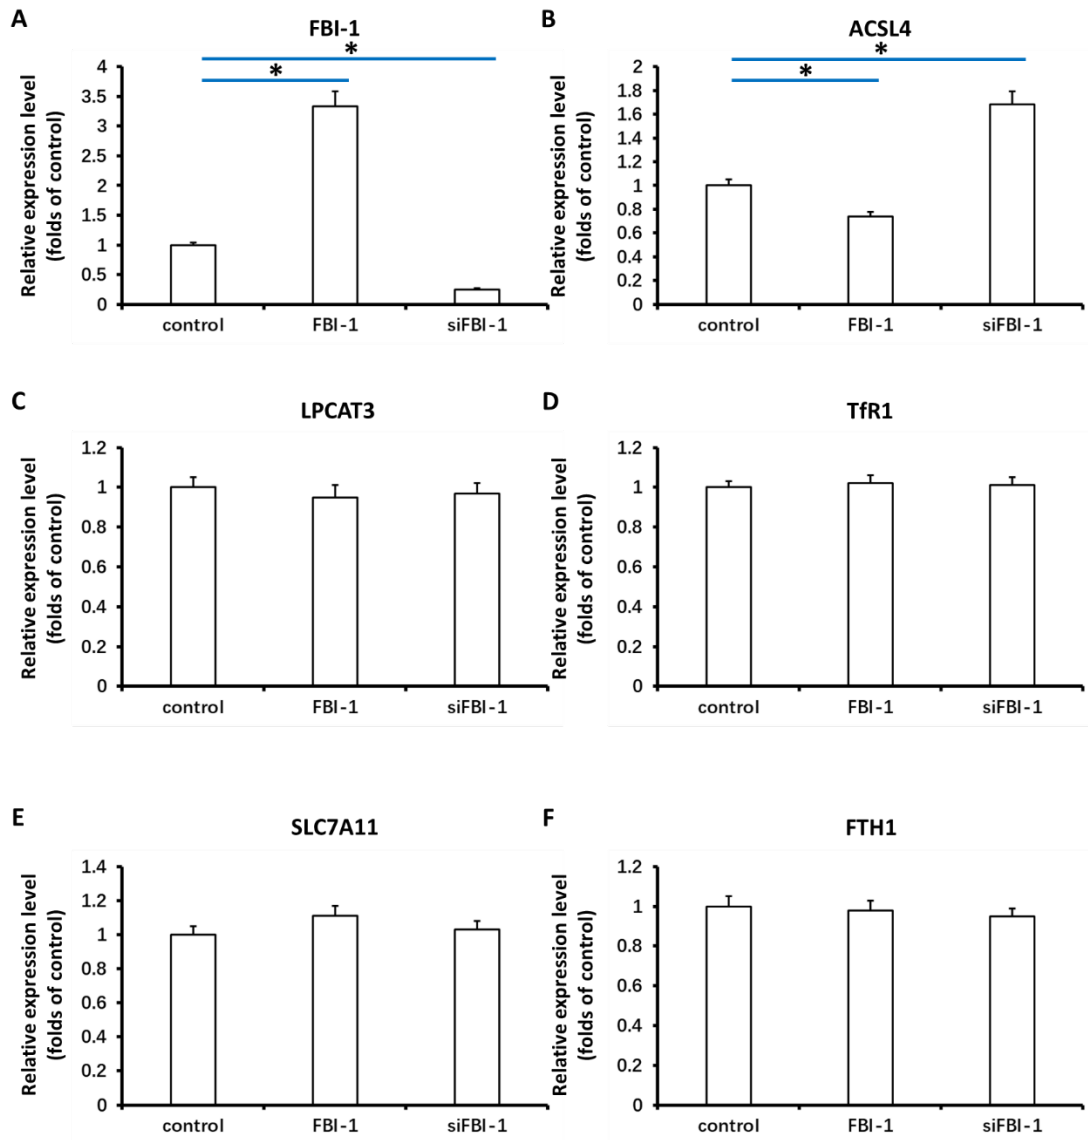 A
FBI-1
*
*
Relative expression level
(folds of control)
4
3.5
3
2.5
2
1.5
1
0.5
0
control FBI-1 siFBI-1
B
ACSL4
*
*
Relative expression level
(folds of control)
2
1.8
1.6
1.4
1.2
1
0.8
0.6
0.4
0.2
0
control FBI-1 siFBI-1
C
LPCAT3
Relative expression level
(folds of control)
1.2
1
0.8
0.6
0.4
0.2
0
control FBI-1 siFBI-1
D
TfR1
Relative expression level
(folds of control)
1.2
1
0.8
0.6
0.4
0.2
0
control FBI-1 siFBI-1
E
SLC7A11
Relative expression level
(folds of control)
1.4
1.2
1
0.8
0.6
0.4
0.2
0
control FBI-1 siFBI-1
F
FTH1
Relative expression level
(folds of control)
1.2
1
0.8
0.6
0.4
0.2
0
control FBI-1 siFBI-1